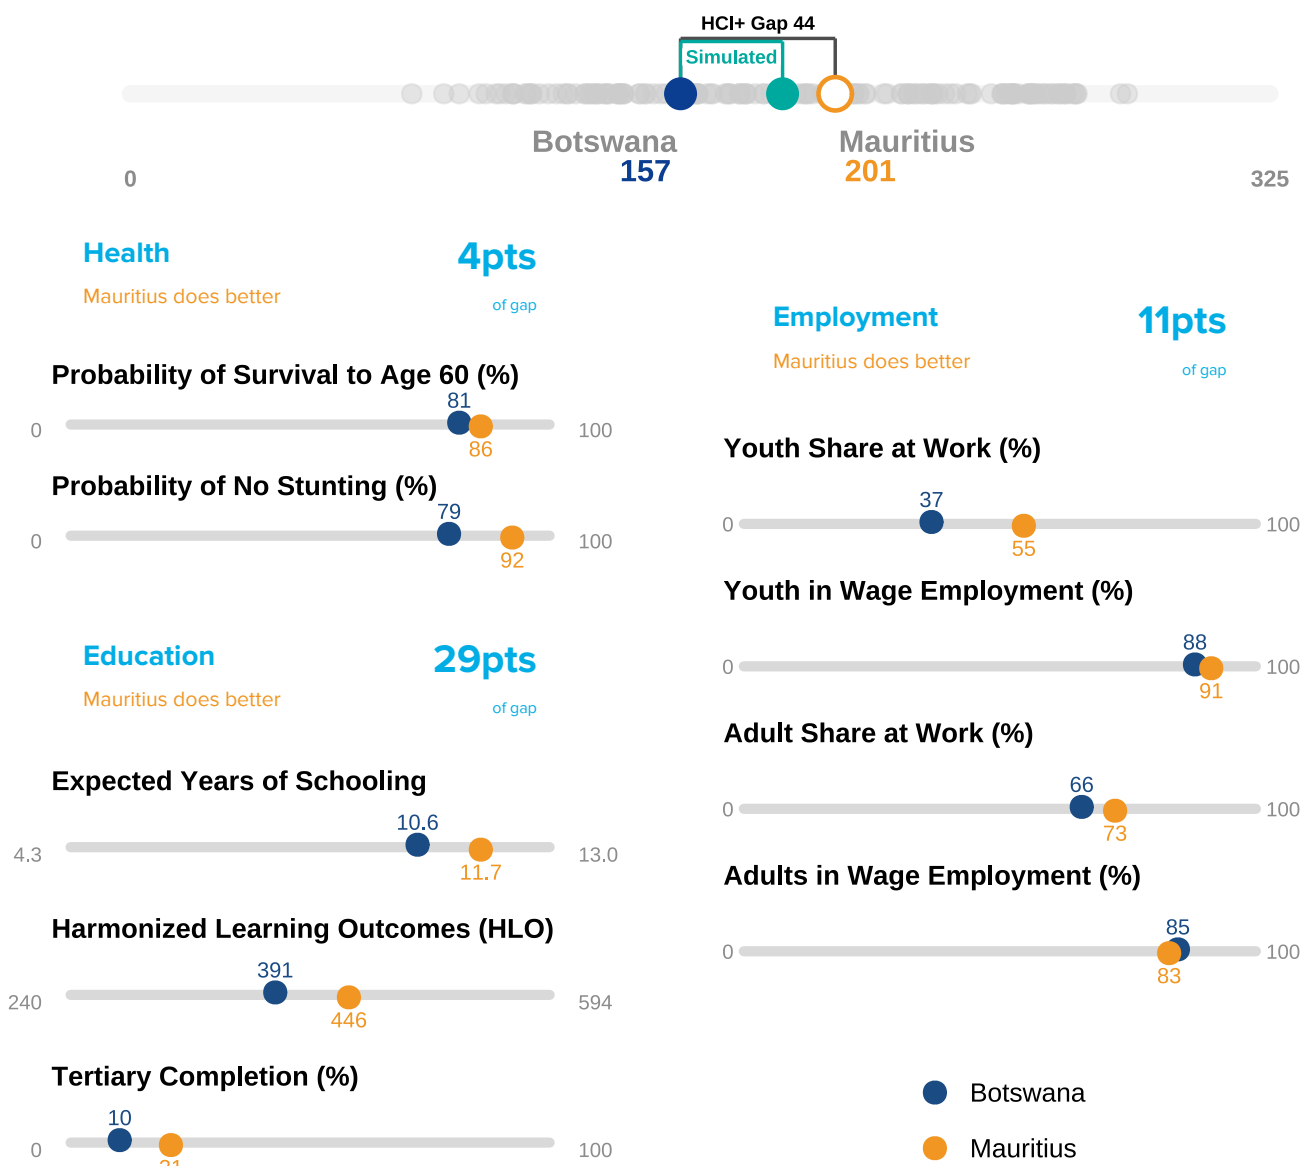 HCI+ Gap 44
Simulated
Botswana
157
Mauritius
201
0
325
Health
4pts
Mauritius does better
of gap
Probability of Survival to Age 60 (%)
81
0
100
86
Probability of No Stunting (%)
79
0
100
92
Education
29pts
Mauritius does better
of gap
Expected Years of Schooling
10.6
4.3
13.0
11.7
Harmonized Learning Outcomes (HLO)
391
240
594
446
Tertiary Completion (%)
10
0
100
Employment
11pts
Mauritius does better
of gap
Youth Share at Work (%)
37
0
100
55
Youth in Wage Employment (%)
88
0
100
91
Adult Share at Work (%)
66
0
100
73
Adults in Wage Employment (%)
85
0
100
83
Botswana
Mauritius